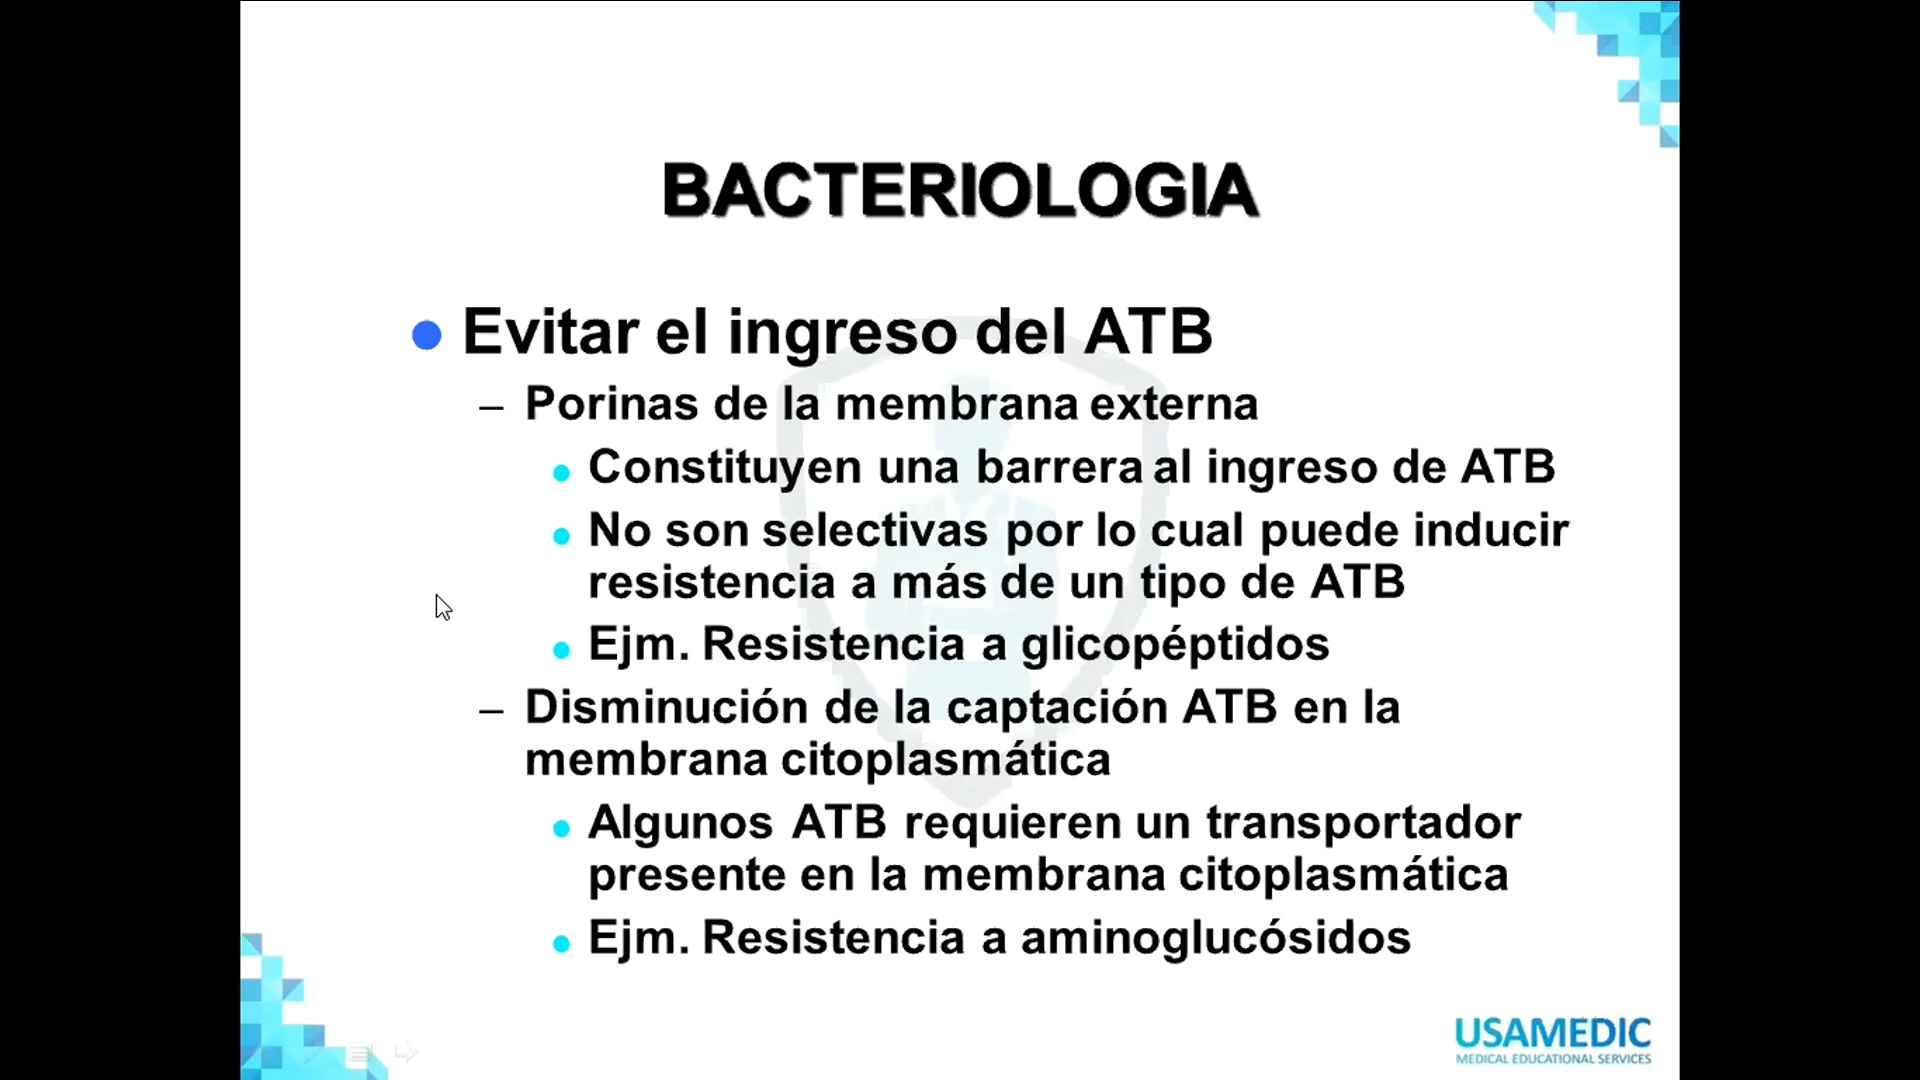 BACTERIOLOGIA
● Evitar el ingreso del ATB
– Porinas de la membrana externa
● Constituyen una barrera al ingreso de ATB
● No son selectivas por lo cual puede inducir
resistencia a más de un tipo de ATB
● Ejm. Resistencia a glicopéptidos
– Disminución de la captación ATB en la
membrana citoplasmática
● Algunos ATB requieren un transportador
presente en la membrana citoplasmática
● Ejm. Resistencia a aminoglucósidos
USAMEDIC
MEDICAL EDUCATIONAL SERVICES